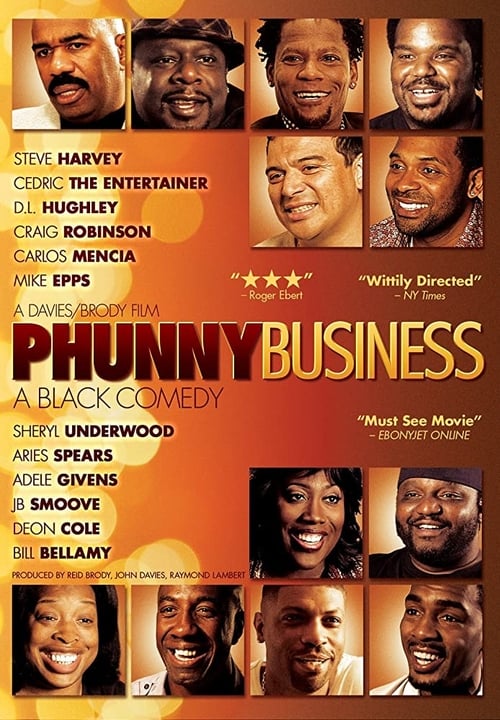 STEVE HARVEY
CEDRIC THE ENTERTAINER
D.L. HUGHLEY
CRAIG ROBINSON
CARLOS MENCIA
MIKE EPPS
"★★★"
– Roger Ebert
"Wittily Directed"
– NY Times
A DAVIES/BRODY FILM
PHUNNYBUSINESS
A BLACK COMEDY
"Must See Movie"
– EBONYJET ONLINE
SHERYL UNDERWOOD
ARIES SPEARS
ADELE GIVENS
JB SMOOVE
DEON COLE
BILL BELLAMY
PRODUCED BY REID BRODY, JOHN DAVIES, RAYMOND LAMBERT